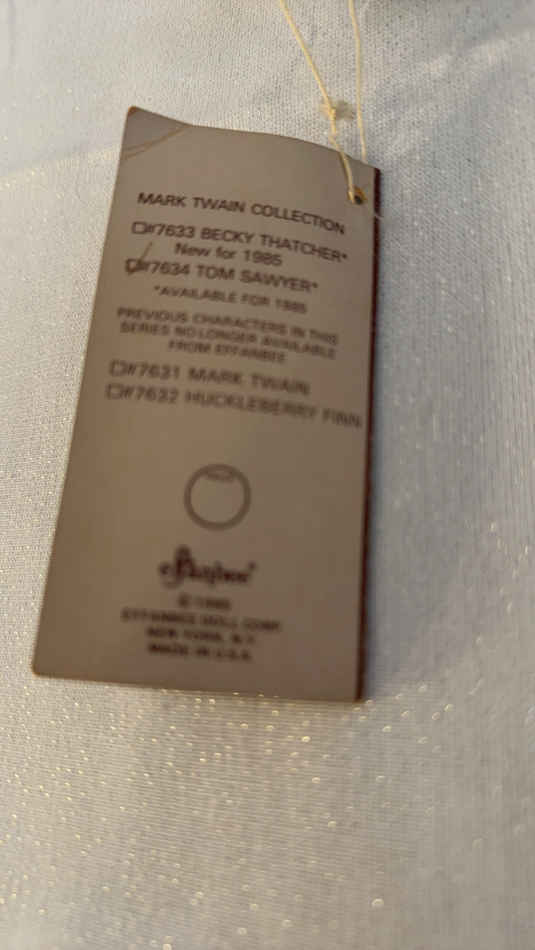 MARK TWAIN COLLECTION
☐#7633 BECKY THATCHER*
New for 1985
☐#7634 TOM SAWYER*
*AVAILABLE FOR 1985
PREVIOUS CHARACTERS IN THIS
SERIES NO LONGER AVAILABLE
FROM EFFANBEE
☐#7631 MARK TWAIN
☐#7632 HUCKLEBERRY FINN
Effanbee
©
EFFANBEE DOLL CORP.
NEW YORK, N.Y.
MADE IN U.S.A.